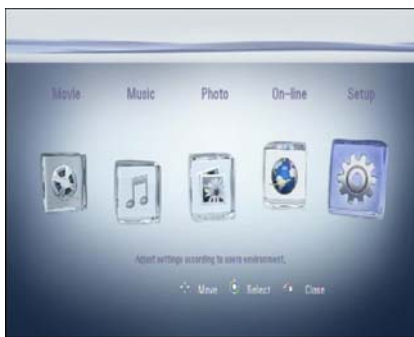 Movie Music Photo On-line Setup
Adjust settings according to users environment.
Move Select Close